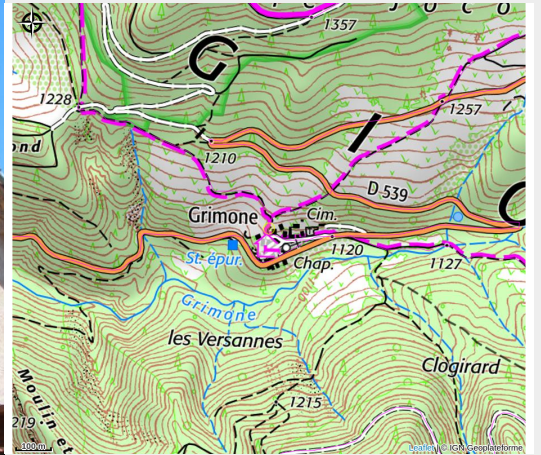 J O C O
1357
G
1228
1257
ond
I
1210
D 539
Grimone
Cim.
St. épur.
1120
Chap.
1127
Grimone
les Versannes
Clogirard
1215
Moulin et
219
100 m
Leaflet | © IGN Geoplateforme